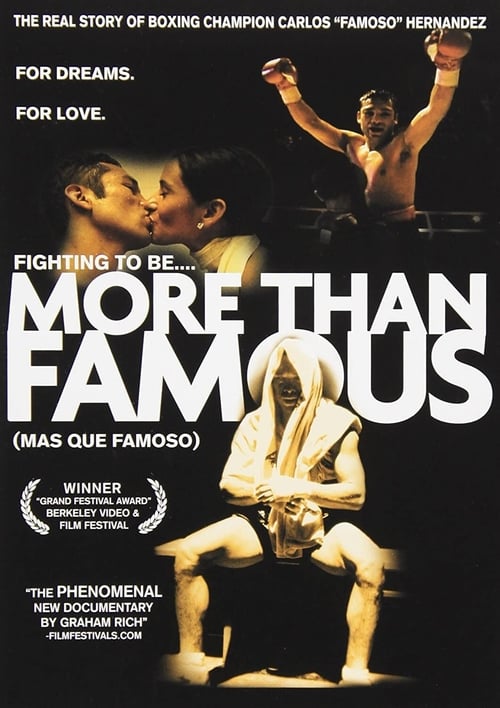 THE REAL STORY OF BOXING CHAMPION CARLOS "FAMOSO" HERNANDEZ
FOR DREAMS.
FOR LOVE.
FIGHTING TO BE....
MORE THAN
FAMOUS
(MAS QUE FAMOSO)
WINNER
"GRAND FESTIVAL AWARD"
BERKELEY VIDEO &
FILM FESTIVAL
"THE PHENOMENAL
NEW DOCUMENTARY
BY GRAHAM RICH"
-FILMFESTIVALS.COM